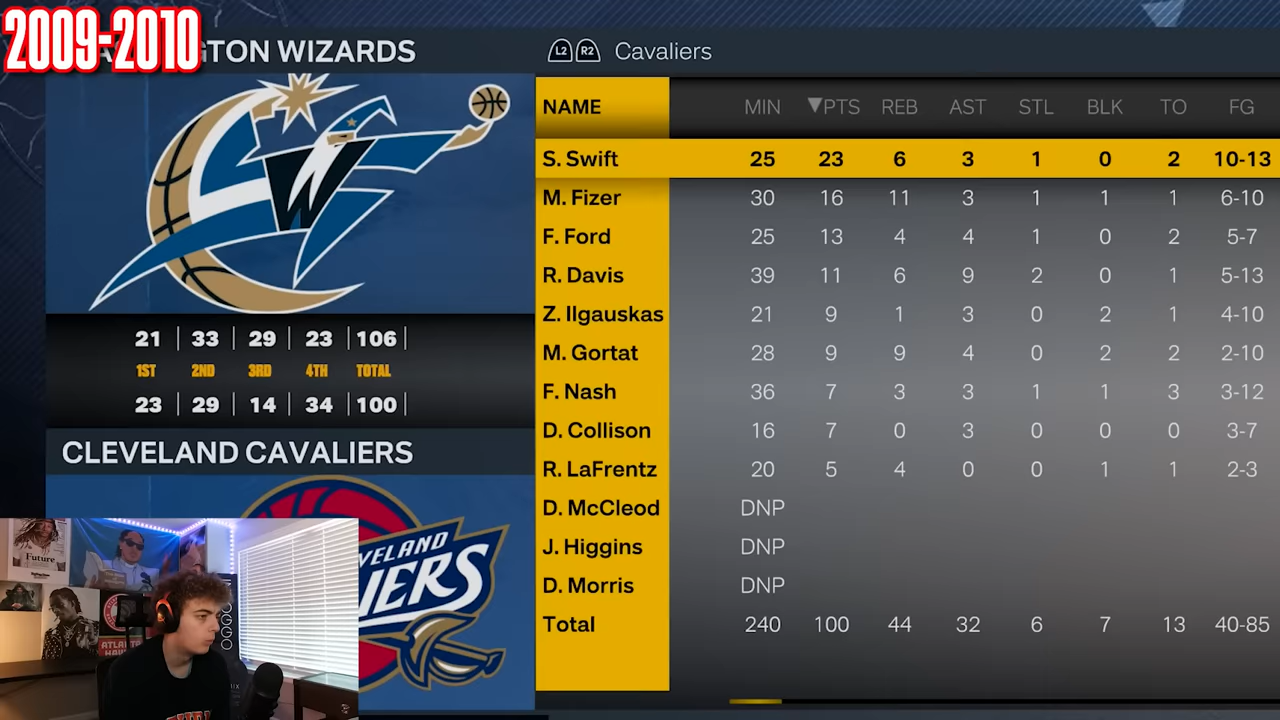 2009-2010
GTON WIZARDS
L2 R2 Cavaliers
NAME MIN ▼PTS REB AST STL BLK TO FG
S. Swift 25 23 6 3 1 0 2 10-13
M. Fizer 30 16 11 3 1 1 1 6-10
F. Ford 25 13 4 4 1 0 2 5-7
R. Davis 39 11 6 9 2 0 1 5-13
Z. Ilgauskas 21 9 1 3 0 2 1 4-10
M. Gortat 28 9 9 4 0 2 2 2-10
F. Nash 36 7 3 3 1 1 3 3-12
D. Collison 16 7 0 3 0 0 0 3-7
R. LaFrentz 20 5 4 0 0 1 1 2-3
D. McCleod DNP
J. Higgins DNP
D. Morris DNP
Total 240 100 44 32 6 7 13 40-85
W
21 | 33 | 29 | 23 | 106 |
1ST 2ND 3RD 4TH TOTAL
23 | 29 | 14 | 34 | 100 |
CLEVELAND CAVALIERS
VELAND
IERS
Future
ATLANTA